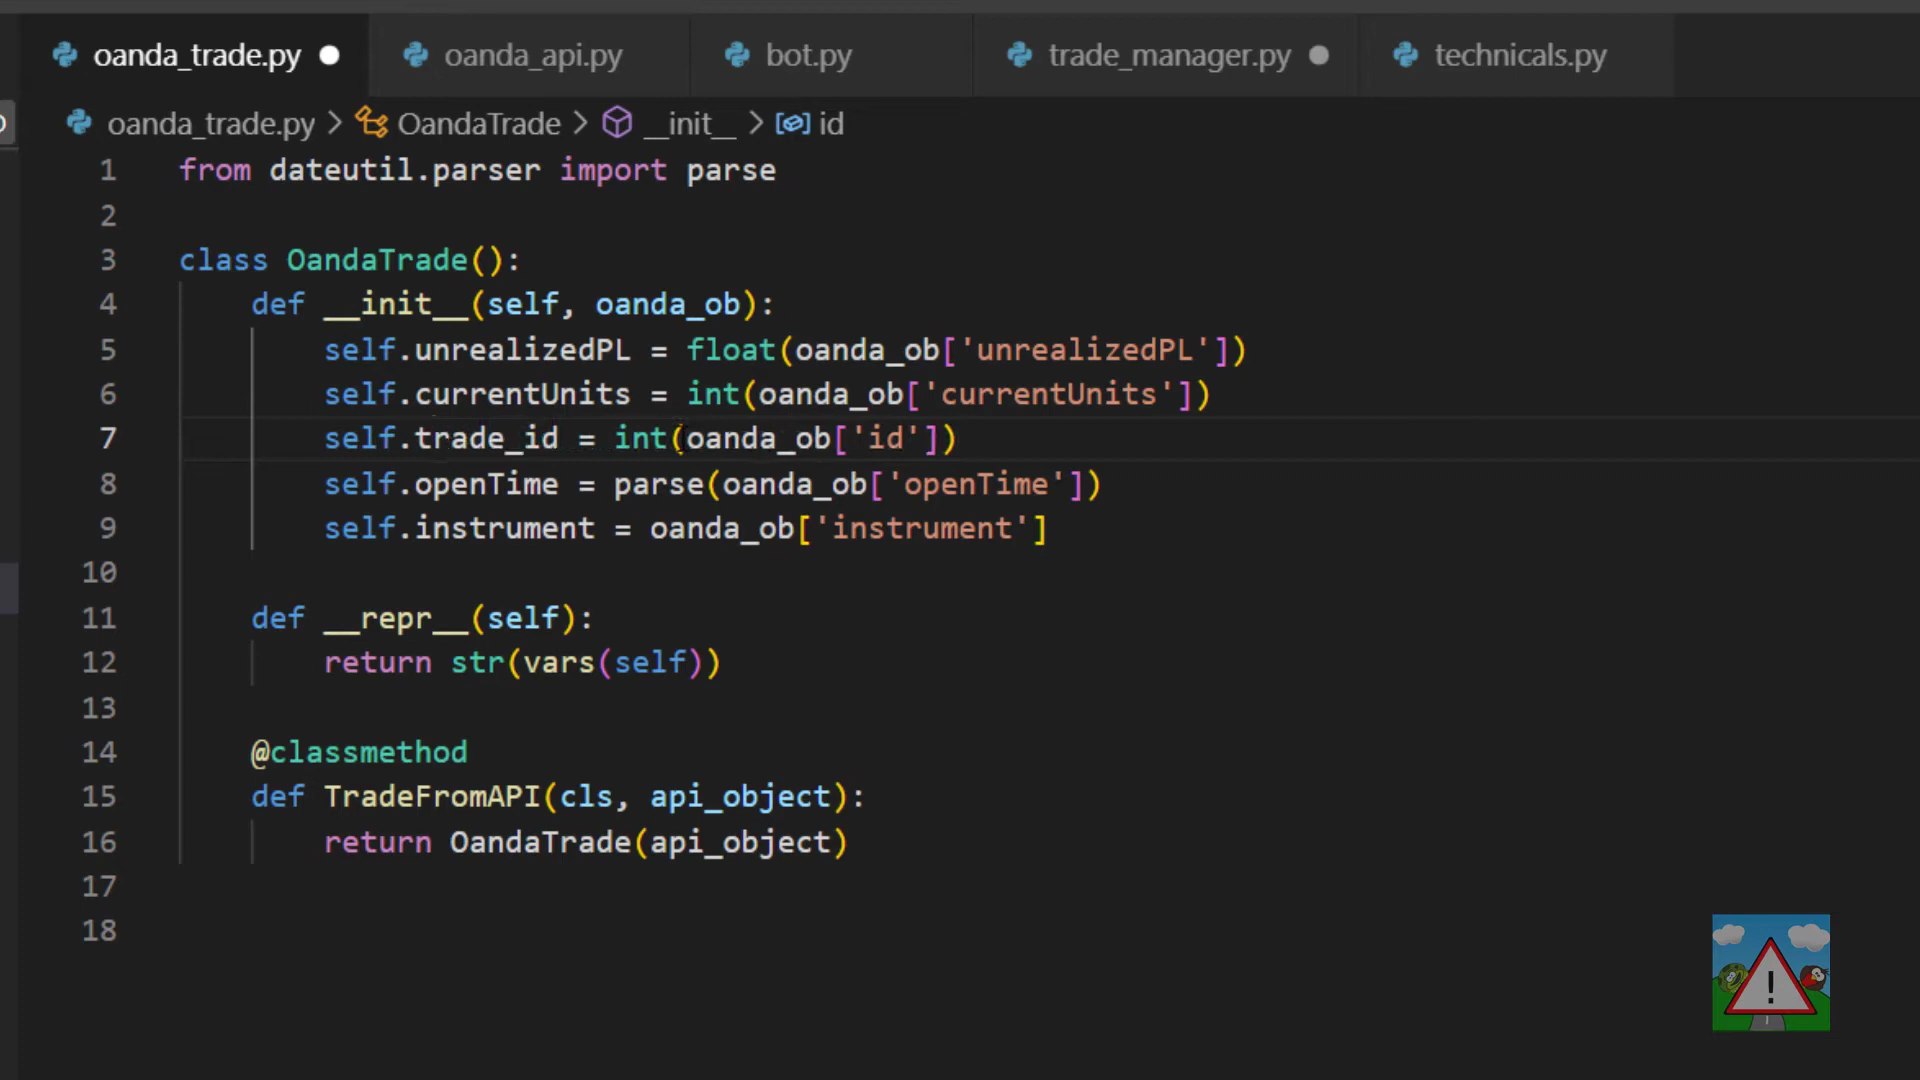 oanda_trade.py oanda_api.py bot.py trade_manager.py technicals.py
oanda_trade.py > OandaTrade > __init__ > id
1 from dateutil.parser import parse
2
3 class OandaTrade():
4 def __init__(self, oanda_ob):
5 self.unrealizedPL = float(oanda_ob['unrealizedPL'])
6 self.currentUnits = int(oanda_ob['currentUnits'])
7 self.trade_id = int(oanda_ob['id'])
8 self.openTime = parse(oanda_ob['openTime'])
9 self.instrument = oanda_ob['instrument']
10
11 def __repr__(self):
12 return str(vars(self))
13
14 @classmethod
15 def TradeFromAPI(cls, api_object):
16 return OandaTrade(api_object)
17
18
!